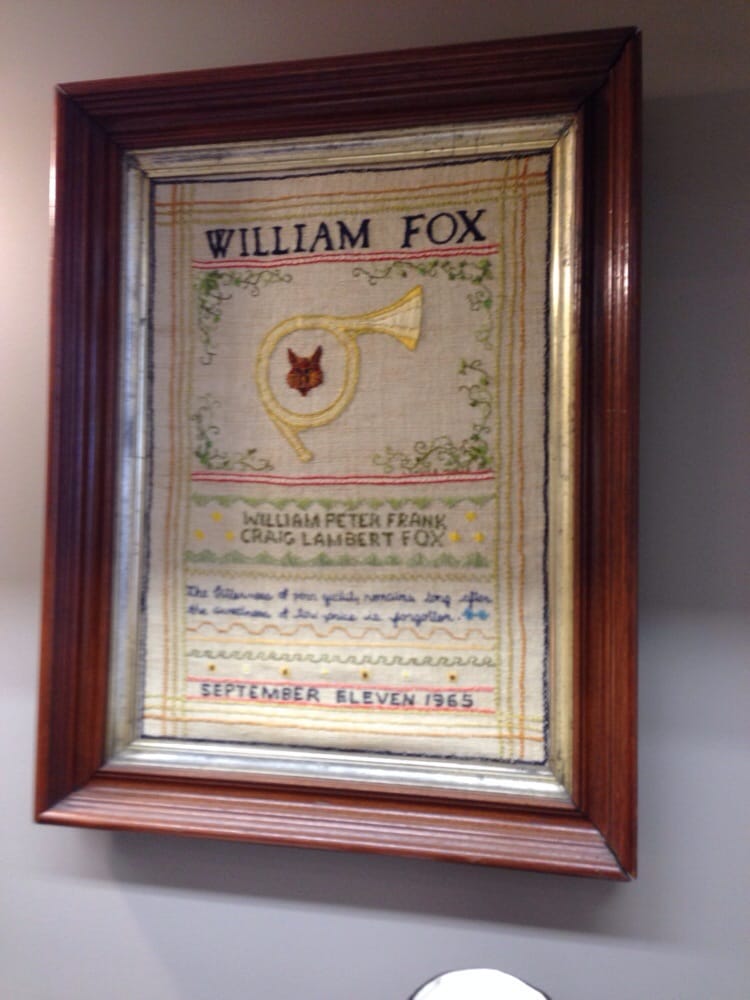 WILLIAM FOX
WILLIAM PETER FRANK
CRAIG LAMBERT FOX
The bitterness of poor quality remains long after
the sweetness of low price is forgotten.
SEPTEMBER ELEVEN 1965